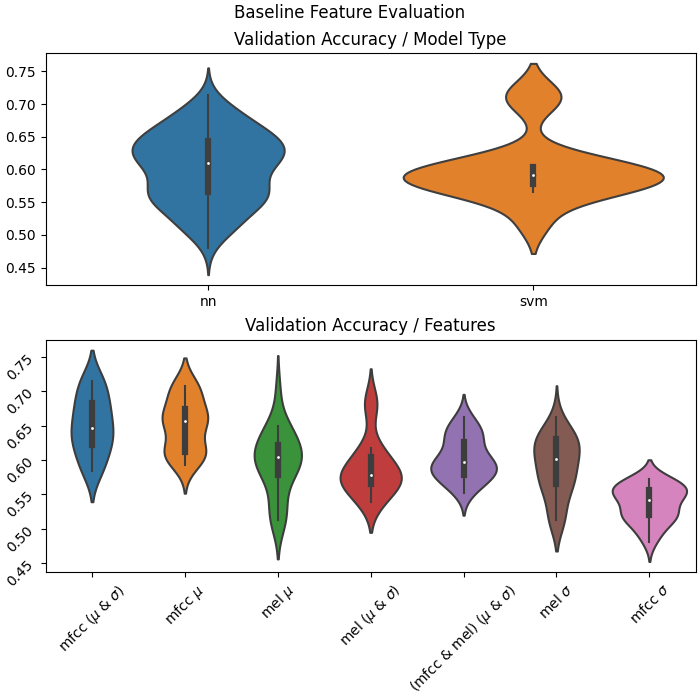 Baseline Feature Evaluation
Validation Accuracy / Model Type
0.75
0.70
0.65
0.60
0.55
0.50
0.45
nn svm
Validation Accuracy / Features
0.75
0.70
0.65
0.60
0.55
0.50
0.45
mfcc (μ & σ)
mfcc μ
mel μ
mel (μ & σ)
(mfcc & mel) (μ & σ)
mel σ
mfcc σ